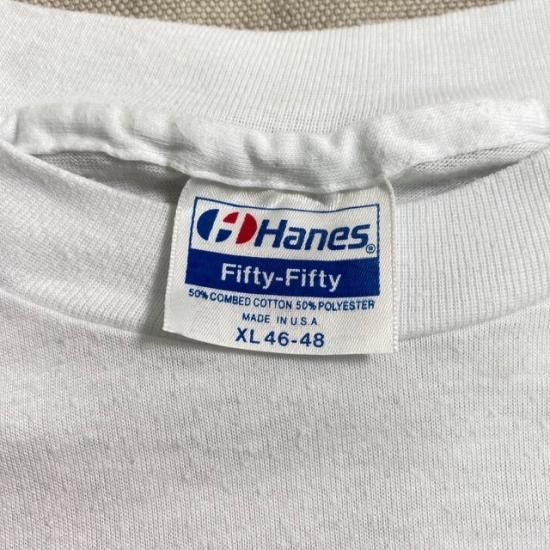 Hanes®
Fifty-Fifty
50% COMBED COTTON 50% POLYESTER
MADE IN U.S.A
XL 46-48